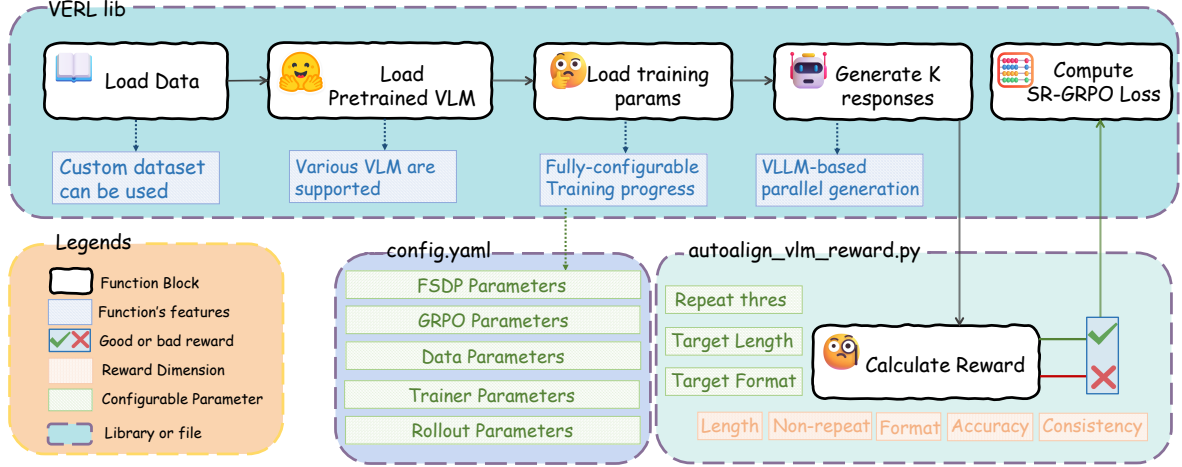 VERL lib
Load Data
Load
Pretrained VLM
Load training
params
Generate K
responses
Compute
SR-GRPO Loss
Custom dataset
can be used
Various VLM are
supported
Fully-configurable
Training progress
VLLM-based
parallel generation
Legends
Function Block
Function's features
Good or bad reward
Reward Dimension
Configurable Parameter
Library or file
config.yaml
FSDP Parameters
GRPO Parameters
Data Parameters
Trainer Parameters
Rollout Parameters
autoalign_vlm_reward.py
Repeat thres
Target Length
Target Format
Calculate Reward
Length
Non-repeat
Format
Accuracy
Consistency